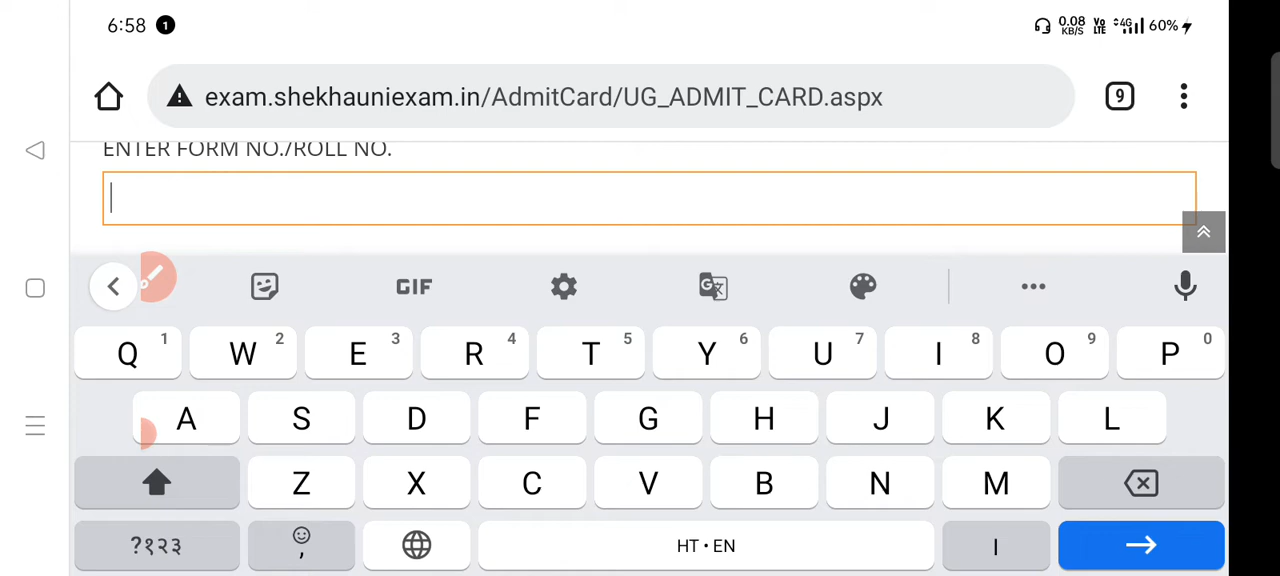 6:58 1 0.08 KB/S Vo LTE 4G 60%
exam.shekhauniexam.in/AdmitCard/UG_ADMIT_CARD.aspx 9
ENTER FORM NO./ROLL NO.
GIF G
Q 1 W 2 E 3 R 4 T 5 Y 6 U 7 I 8 O 9 P 0
A S D F G H J K L
Z X C V B N M
?१२३ , HT • EN ।